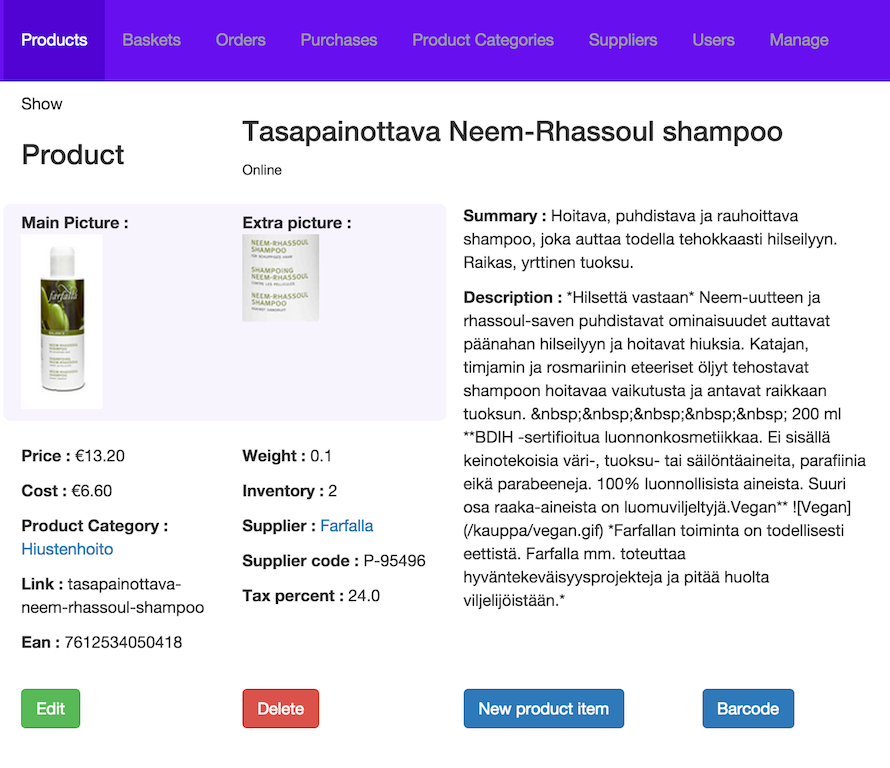 Products Baskets Orders Purchases Product Categories Suppliers Users Manage
Show
Product
Tasapainottava Neem-Rhassoul shampoo
Online
Main Picture :
farfalla
Extra picture :
NEEM-RHASSOUL
SHAMPOO
SHAMPOING
NEEM-RHASSOUL
NEEM-RHASSOUL
SHAMPOO
Price : €13.20
Cost : €6.60
Product Category :
Hiustenhoito
Link : tasapainottava-
neem-rhassoul-shampoo
Ean : 7612534050418
Weight : 0.1
Inventory : 2
Supplier : Farfalla
Supplier code : P-95496
Tax percent : 24.0
Summary : Hoitava, puhdistava ja rauhoittava
shampoo, joka auttaa todella tehokkaasti hilseilyyn.
Raikas, yrttinen tuoksu.
Description : *Hilsettä vastaan* Neem-uutteen ja
rhassoul-saven puhdistavat ominaisuudet auttavat
päänahan hilseilyyn ja hoitavat hiuksia. Katajan,
timjamin ja rosmariinin eteeriset öljyt tehostavat
shampoon hoitavaa vaikutusta ja antavat raikkaan
tuoksun. &nbsp;&nbsp;&nbsp;&nbsp;&nbsp; 200 ml
**BDIH -sertifioitua luonnonkosmetiikkaa. Ei sisällä
keinotekoisia väri-, tuoksu- tai säilöntäaineita, parafiinia
eikä parabeeneja. 100% luonnollisista aineista. Suuri
osa raaka-aineista on luomuviljeltyjä.Vegan** ![Vegan]
(/kauppa/vegan.gif) *Farfallan toiminta on todellisesti
eettistä. Farfalla mm. toteuttaa
hyväntekeväisyysprojekteja ja pitää huolta
viljelijöistään.*
Edit Delete New product item Barcode